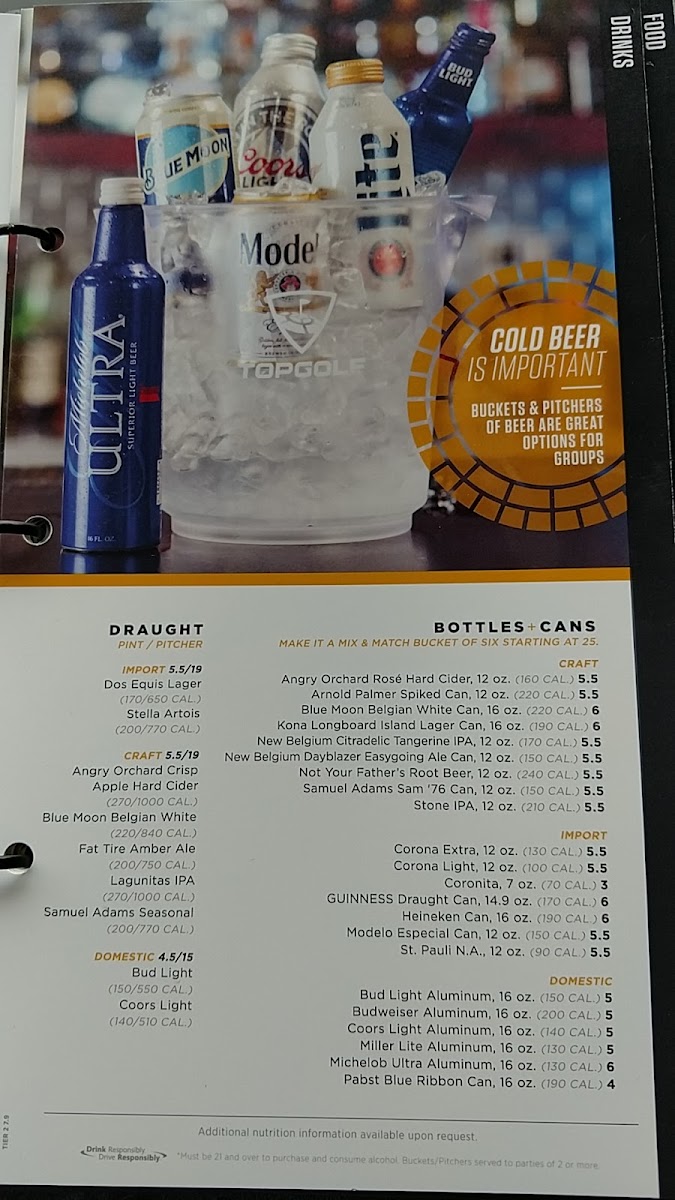 FOOD
DRINKS
BUD LIGHT
BLUE MOON
THE
Coors
LIGHT
Lite
Model
TOPGOLF
Michelob
ULTRA
SUPERIOR LIGHT BEER
16 FL. OZ.
COLD BEER
IS IMPORTANT
BUCKETS & PITCHERS
OF BEER ARE GREAT
OPTIONS FOR
GROUPS
DRAUGHT
PINT / PITCHER
IMPORT 5.5/19
Dos Equis Lager
(170/650 CAL.)
Stella Artois
(200/770 CAL.)
CRAFT 5.5/19
Angry Orchard Crisp
Apple Hard Cider
(270/1000 CAL.)
Blue Moon Belgian White
(220/840 CAL.)
Fat Tire Amber Ale
(200/750 CAL.)
Lagunitas IPA
(270/1000 CAL.)
Samuel Adams Seasonal
(200/770 CAL.)
DOMESTIC 4.5/15
Bud Light
(150/550 CAL.)
Coors Light
(140/510 CAL.)
BOTTLES+CANS
MAKE IT A MIX & MATCH BUCKET OF SIX STARTING AT 25.
CRAFT
Angry Orchard Rosé Hard Cider, 12 oz. (160 CAL.) 5.5
Arnold Palmer Spiked Can, 12 oz. (220 CAL.) 5.5
Blue Moon Belgian White Can, 16 oz. (220 CAL.) 6
Kona Longboard Island Lager Can, 16 oz. (190 CAL.) 6
New Belgium Citradelic Tangerine IPA, 12 oz. (170 CAL.) 5.5
New Belgium Dayblazer Easygoing Ale Can, 12 oz. (150 CAL.) 5.5
Not Your Father's Root Beer, 12 oz. (240 CAL.) 5.5
Samuel Adams Sam '76 Can, 12 oz. (150 CAL.) 5.5
Stone IPA, 12 oz. (210 CAL.) 5.5
IMPORT
Corona Extra, 12 oz. (130 CAL.) 5.5
Corona Light, 12 oz. (100 CAL.) 5.5
Coronita, 7 oz. (70 CAL.) 3
GUINNESS Draught Can, 14.9 oz. (170 CAL.) 6
Heineken Can, 16 oz. (190 CAL.) 6
Modelo Especial Can, 12 oz. (150 CAL.) 5.5
St. Pauli N.A., 12 oz. (90 CAL.) 5.5
DOMESTIC
Bud Light Aluminum, 16 oz. (150 CAL.) 5
Budweiser Aluminum, 16 oz. (200 CAL.) 5
Coors Light Aluminum, 16 oz. (140 CAL.) 5
Miller Lite Aluminum, 16 oz. (130 CAL.) 5
Michelob Ultra Aluminum, 16 oz. (130 CAL.) 6
Pabst Blue Ribbon Can, 16 oz. (190 CAL.) 4
Additional nutrition information available upon request.
Drink Responsibly
Drive Responsibly
*Must be 21 and over to purchase and consume alcohol. Buckets/Pitchers served to parties of 2 or more.
TIER 2 7.9